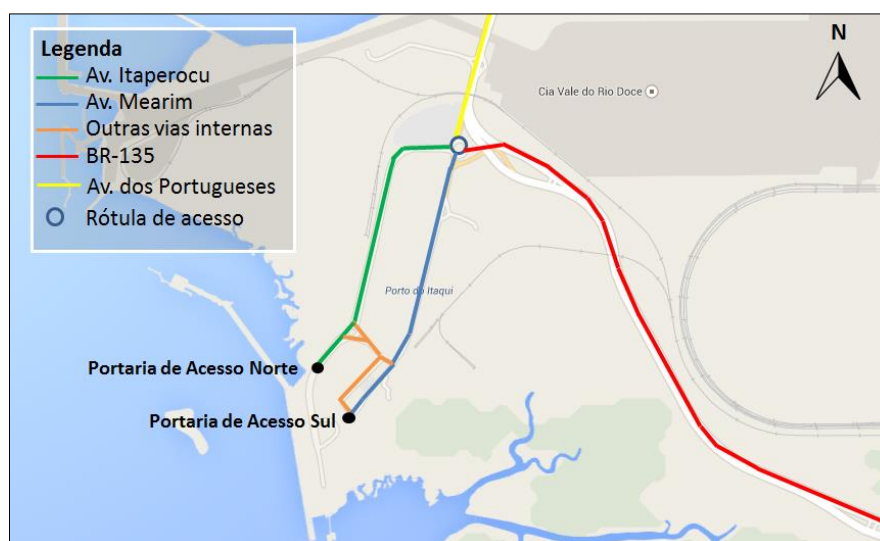 Legenda
Av. Itaperocu
Av. Mearim
Outras vias internas
BR-135
Av. dos Portugueses
Rótula de acesso
N
Cia Vale do Rio Doce
Porto do Itaqui
Portaria de Acesso Norte
Portaria de Acesso Sul